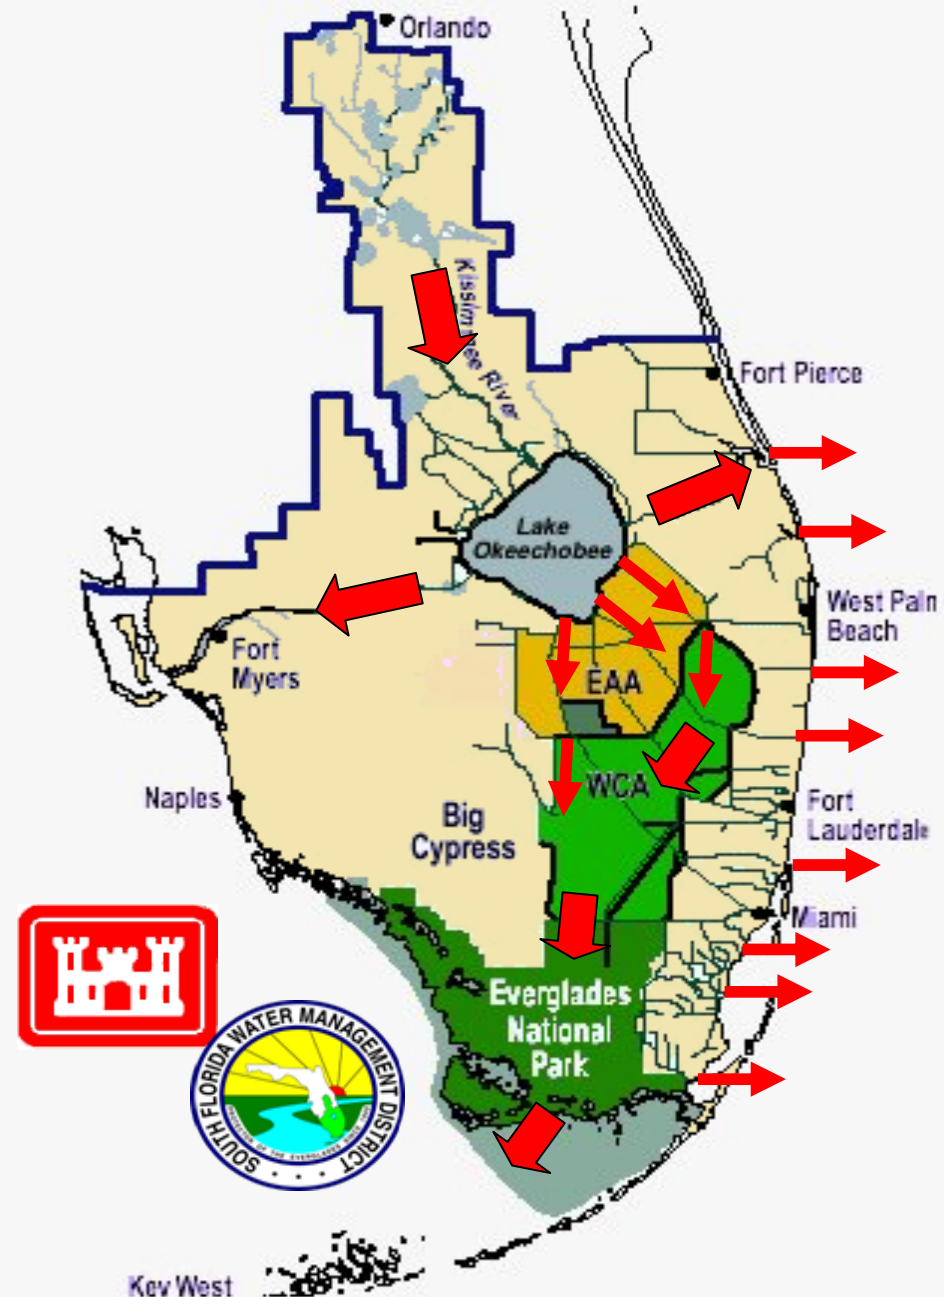 Orlando
Kissimmee River
Fort Pierce
Lake
Okeechobee
West Paln
Beach
Fort
Myers
EAA
WCA
Naples
Big
Cypress
Fort
Lauderdale
Miami
Everglades
National
Park
SOUTH FLORIDA WATER MANAGEMENT DISTRICT
Key West